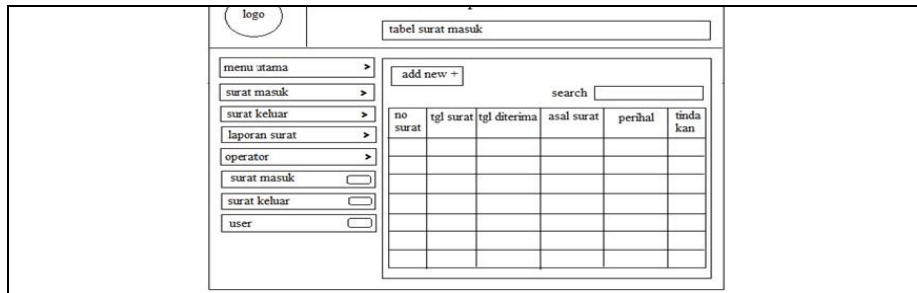 logo
tabel surat masuk
menu utama >
surat masuk >
surat keluar >
laporan surat >
operator >
surat masuk
surat keluar
user
add new +
search
no surat tgl surat tgl diterima asal surat perihal tinda kan